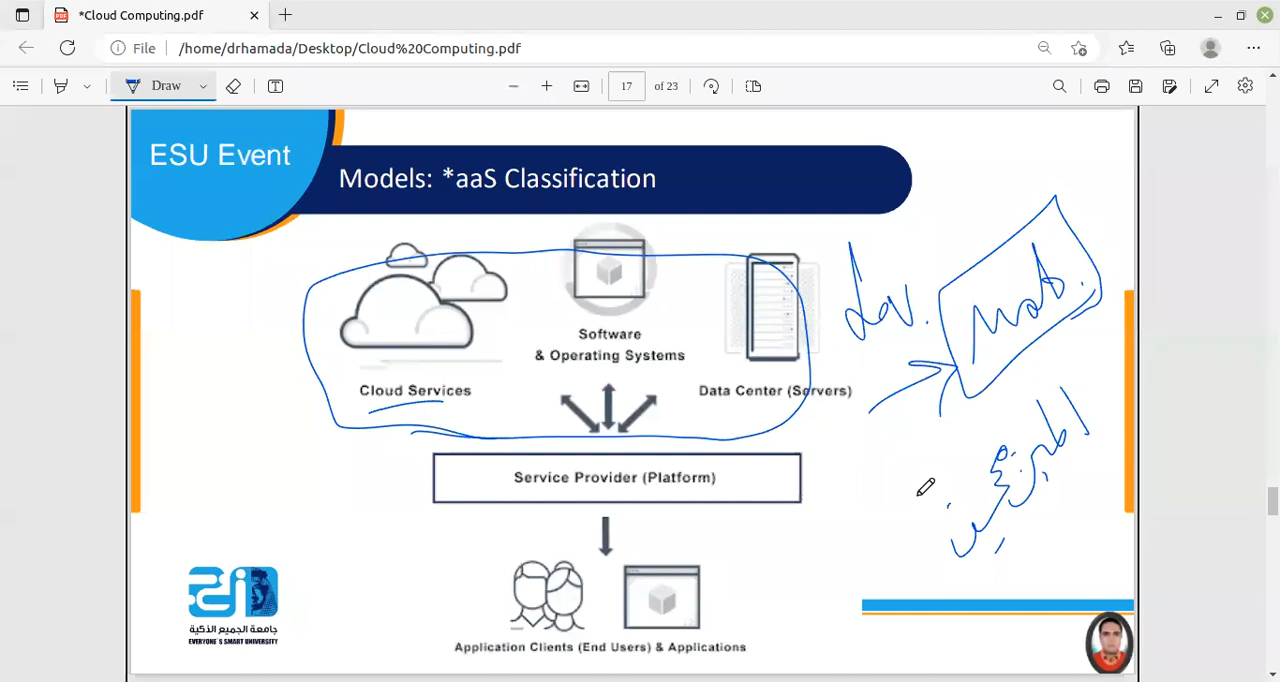 *Cloud Computing.pdf
File
/home/drhamada/Desktop/Cloud%20Computing.pdf
Draw
17 of 23
ESU Event
Models: *aaS Classification
Software
& Operating Systems
Cloud Services
Data Center (Servers)
Service Provider (Platform)
Application Clients (End Users) & Applications
جامعة الجميع الذكية
EVERYONE'S SMART UNIVERSITY